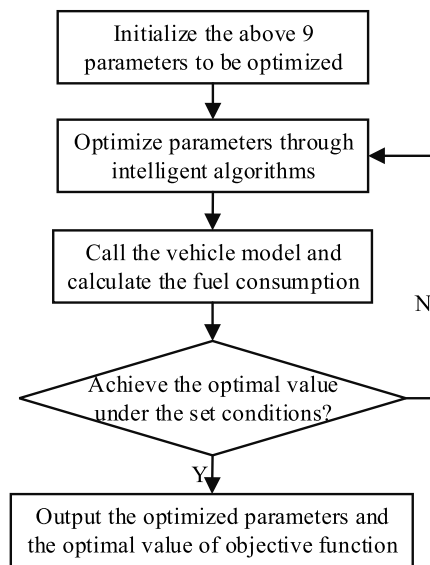 Initialize the above 9
parameters to be optimized
Optimize parameters through
intelligent algorithms
Call the vehicle model and
calculate the fuel consumption
N
Achieve the optimal value
under the set conditions?
Y
Output the optimized parameters and
the optimal value of objective function